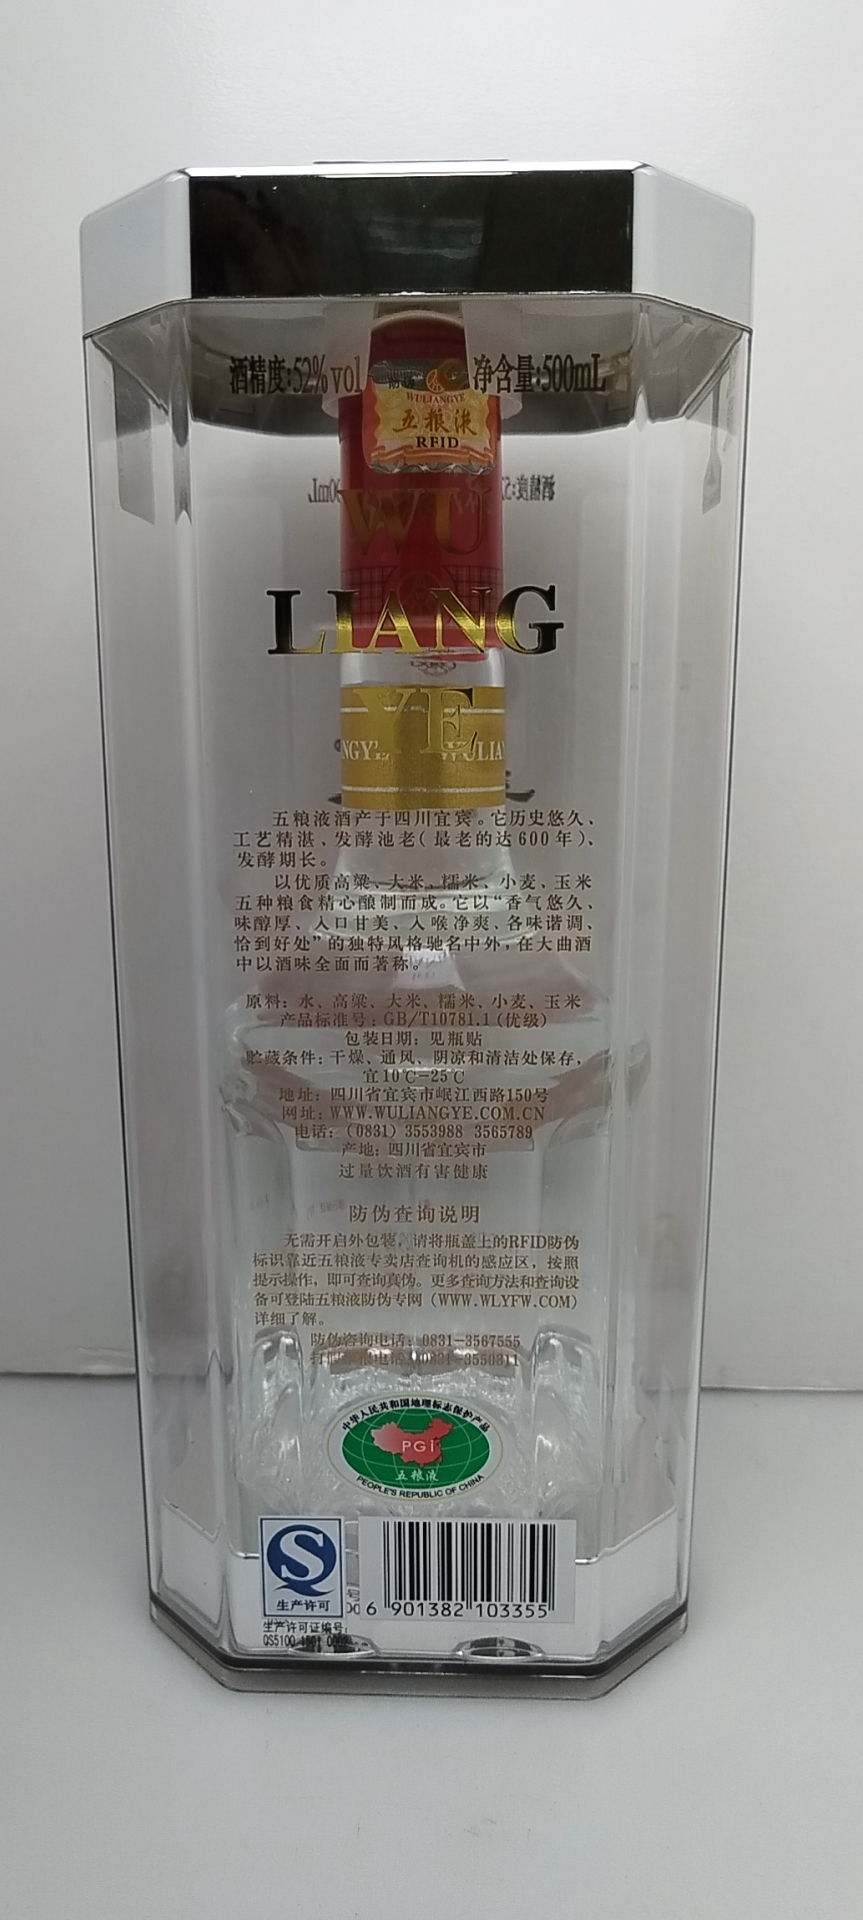 酒精度:52%vol 净含量:500mL
WULIANGYE
五粮液
RFID
WU
LIANG
YE
五粮液酒产于四川宜宾。它历史悠久、
工艺精湛、发酵池老(最老的达600年)、
发酵期长。
以优质高粱、大米、糯米、小麦、玉米
五种粮食精心酿制而成。它以“香气悠久、
味醇厚、入口甘美、入喉净爽、各味谐调、
恰到好处”的独特风格驰名中外,在大曲酒
中以酒味全面而著称。
原料:水、高粱、大米、糯米、小麦、玉米
产品标准号:GB/T10781.1(优级)
包装日期:见瓶贴
贮藏条件:干燥、通风、阴凉和清洁处保存,
宜10℃-25℃
地址:四川省宜宾市岷江西路150号
网址:WWW.WULIANGYE.COM.CN
电话:(0831) 3553988 3565789
产地:四川省宜宾市
过量饮酒有害健康
防伪查询说明
无需开启外包装,请将瓶盖上的RFID防伪
标识靠近五粮液专卖店查询机的感应区,按照
提示操作,即可查询真伪。更多查询方法和查询设
备可登陆五粮液防伪专网(WWW.WLYFW.COM)
详细了解。
防伪咨询电话:0831-3567555
中华人民共和国地理标志保护产品
PGI
五粮液
PEOPLE'S REPUBLIC OF CHINA
生产许可
6 901382 103355
生产许可证编号:
QS5100